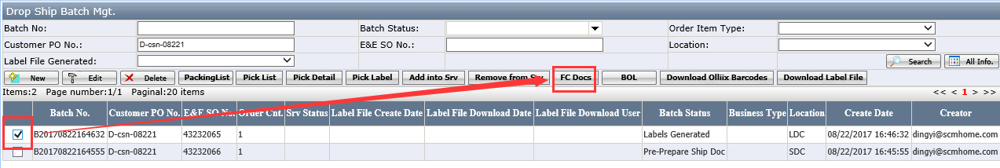 Drop Ship Batch Mgt.
Batch No: Batch Status: Order Item Type:
Customer PO No.: D-csn-08221 E&E SO No.: Location:
Label File Generated:
Search All Info.
New Edit Delete PackingList Pick List Pick Detail Pick Label Add into Srv Remove from Srv FC Docs BOL Download Olliix Barcodes Download Label File
Items:2 Page number:1/1 Paginal:20 items << < 1 > >>
Batch No. Customer PO No. E&E SO No. Order Cnt. Srv Status Label File Create Date Label File Download Date Label File Download User Batch Status Business Type Location Create Date Creator
B20170822164632 D-csn-08221 43232065 1 Labels Generated LDC 08/22/2017 16:46:32 dingyi@scmhome.com
B20170822164555 D-csn-08221 43232066 1 Pre-Prepare Ship Doc SDC 08/22/2017 16:45:55 dingyi@scmhome.com